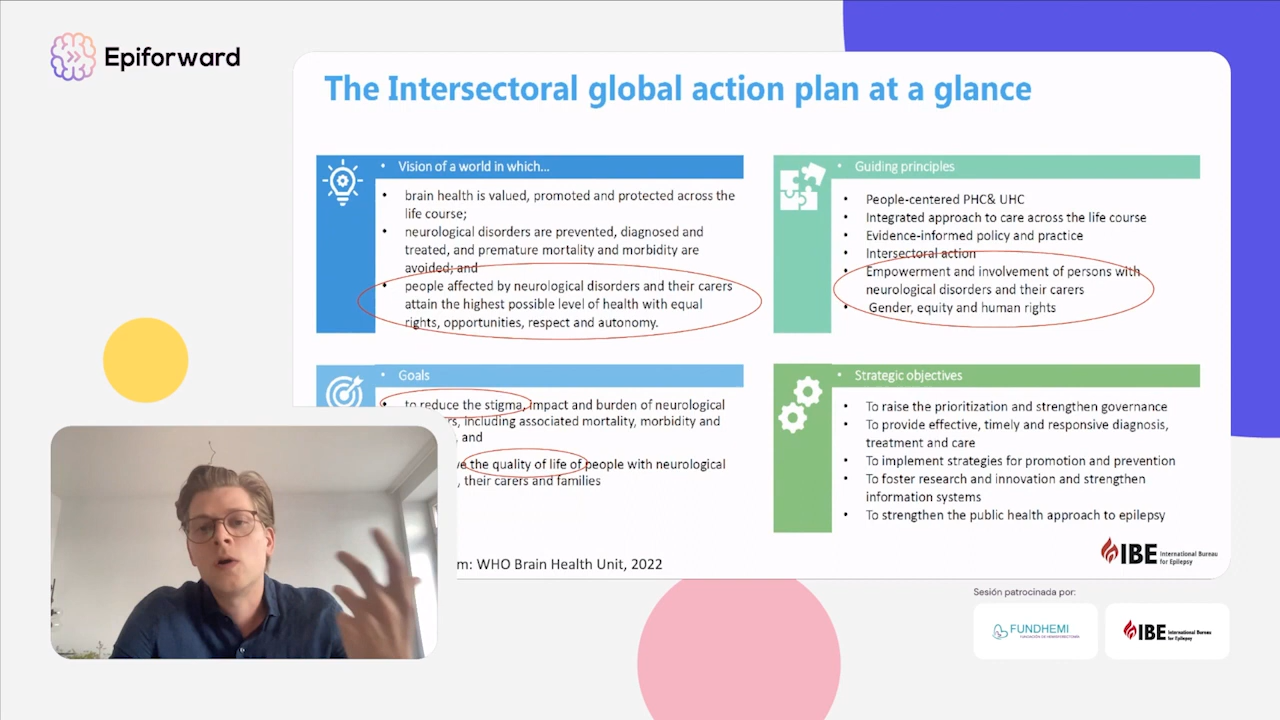 Epiforward
The Intersectoral global action plan at a glance
• Vision of a world in which...
• brain health is valued, promoted and protected across the
life course;
• neurological disorders are prevented, diagnosed and
treated, and premature mortality and morbidity are
avoided; and
• people affected by neurological disorders and their carers
attain the highest possible level of health with equal
rights, opportunities, respect and autonomy.
• Guiding principles
• People-centered PHC& UHC
• Integrated approach to care across the life course
• Evidence-informed policy and practice
• Intersectoral action
• Empowerment and involvement of persons with
neurological disorders and their carers
• Gender, equity and human rights
• Goals
• to reduce the stigma, impact and burden of neurological
including associated mortality, morbidity and
and
the quality of life of people with neurological
, their carers and families
• Strategic objectives
• To raise the prioritization and strengthen governance
• To provide effective, timely and responsive diagnosis,
treatment and care
• To implement strategies for promotion and prevention
• To foster research and innovation and strengthen
information systems
• To strengthen the public health approach to epilepsy
m: WHO Brain Health Unit, 2022
IBE International Bureau
for Epilepsy
Sesión patrocinada por:
FUNDHEMI
IBE International Bureau
for Epilepsy